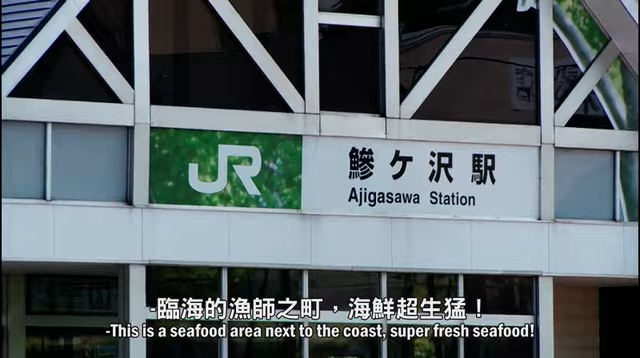 JR
鰺ケ沢駅
Ajigasawa Station
-臨海的漁師之町，海鮮超生猛！
-This is a seafood area next to the coast, super fresh seafood!